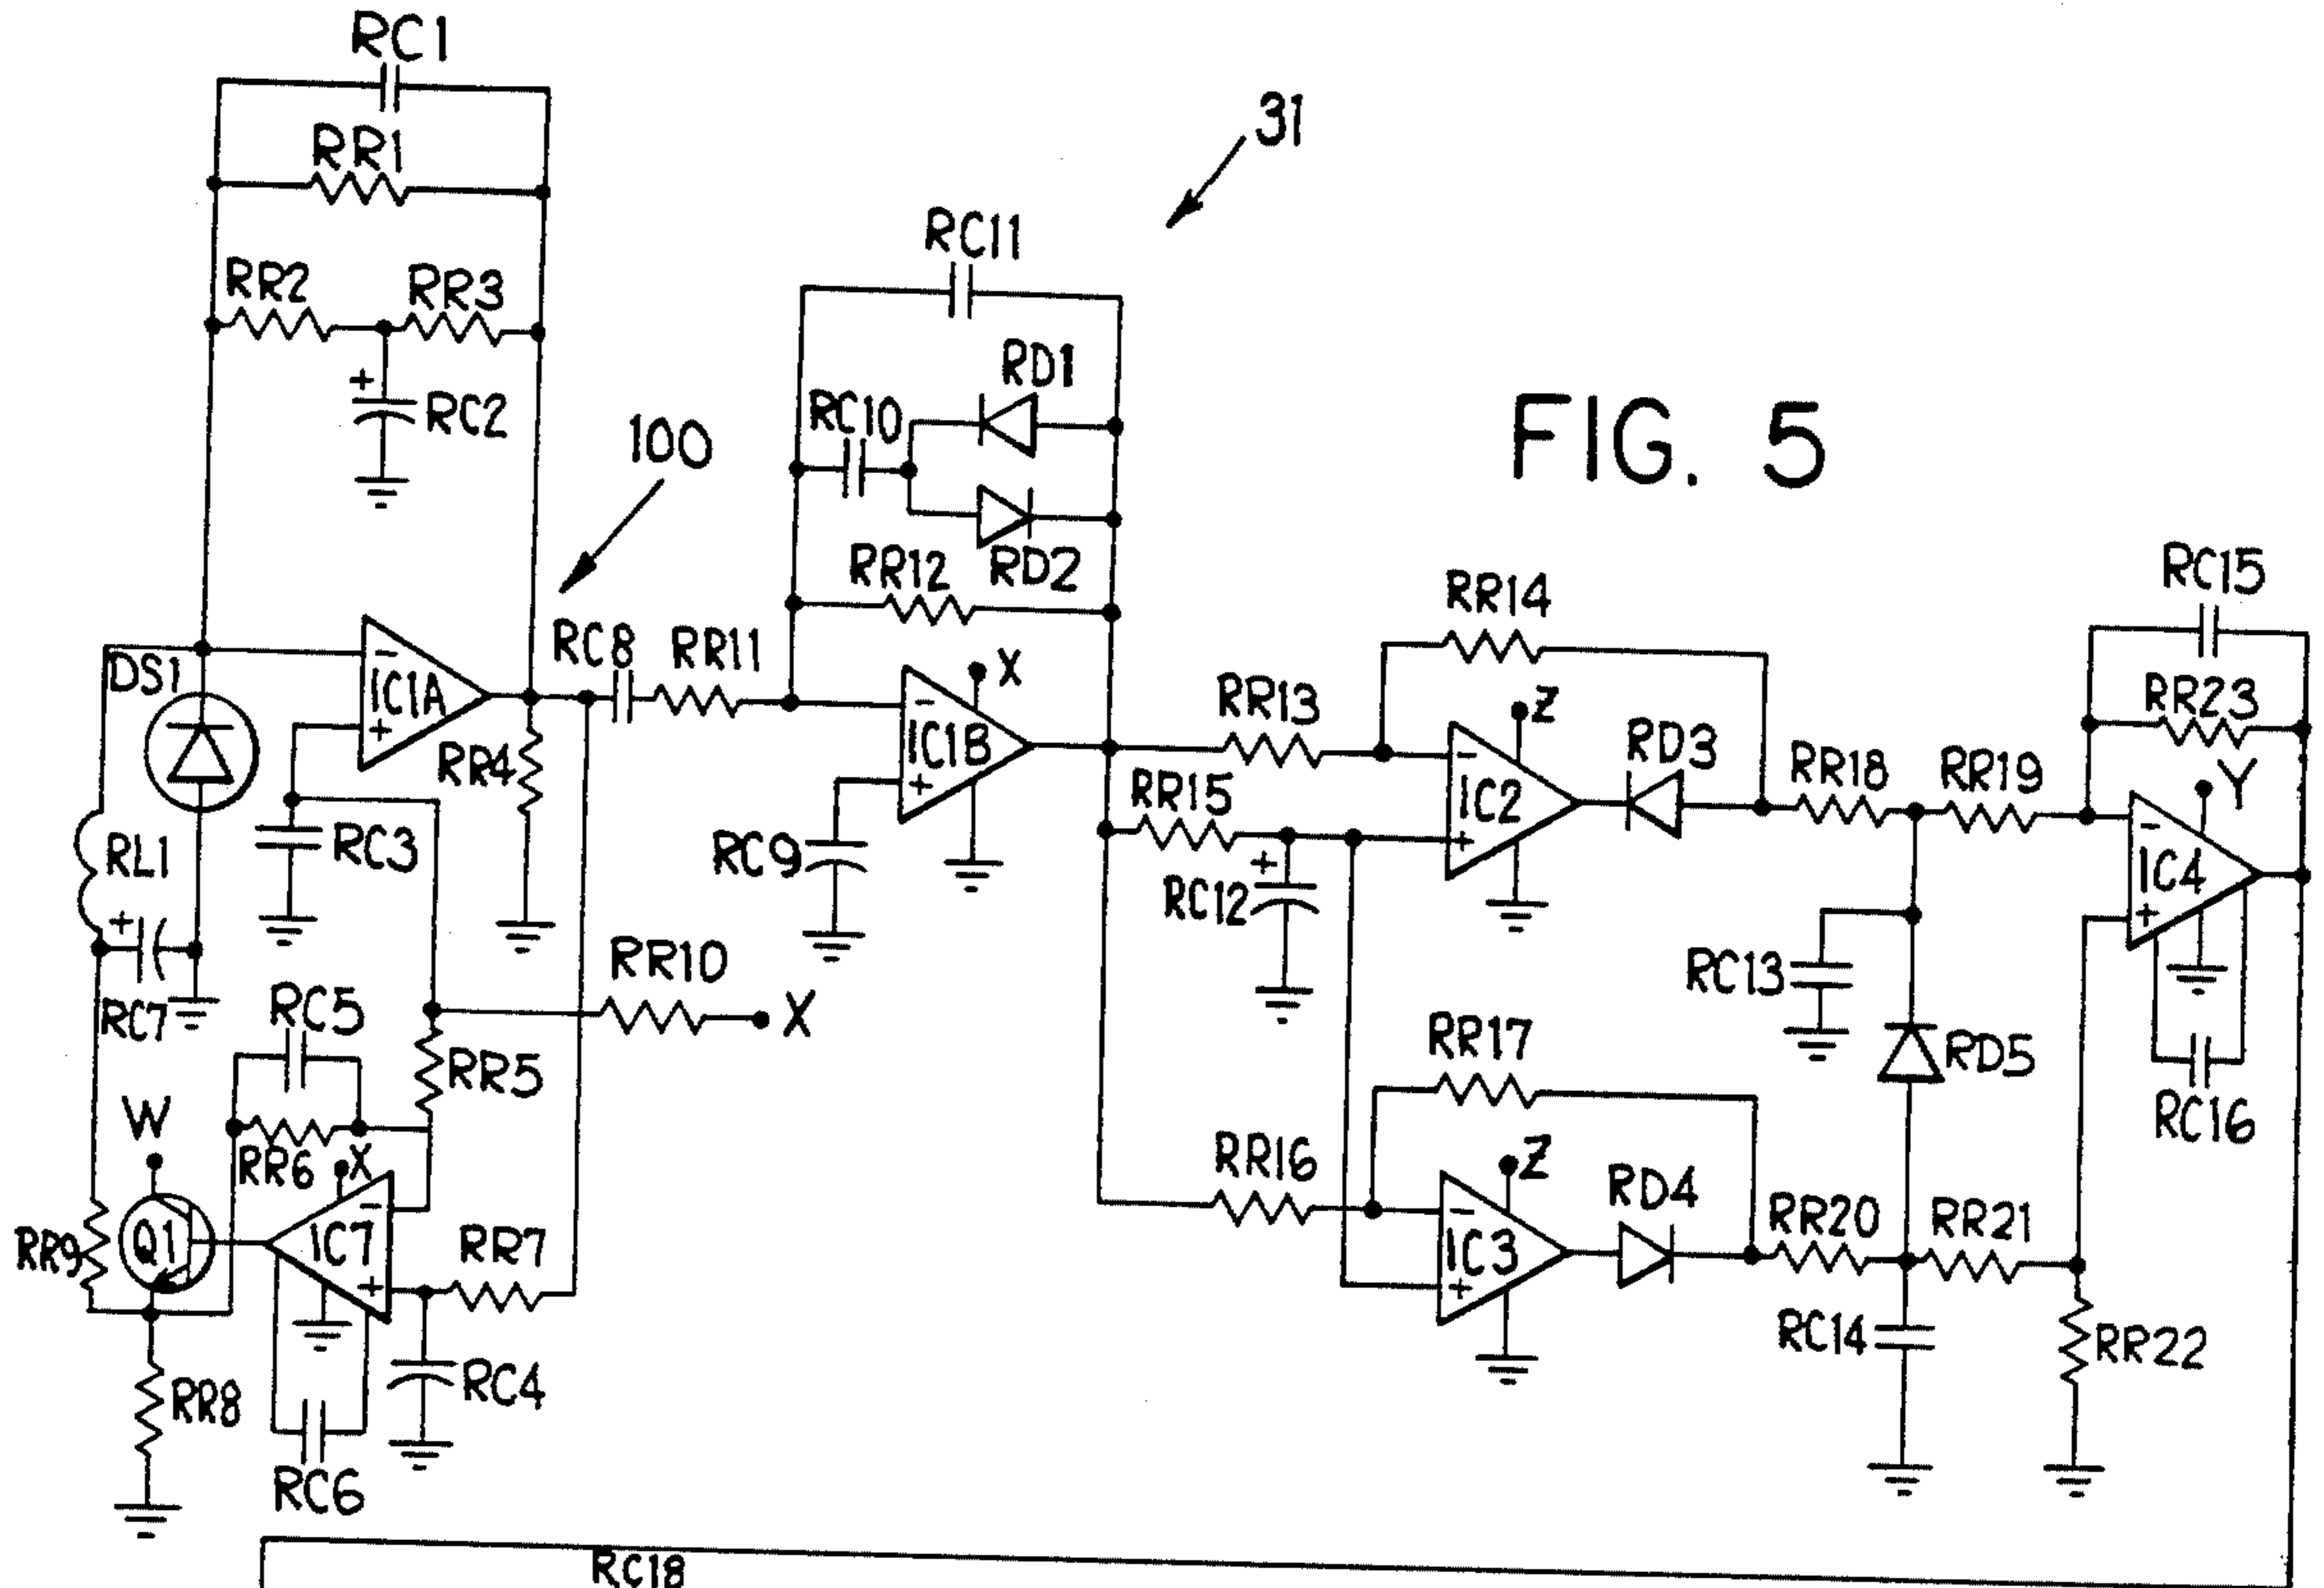 RC1
31
RR1
RC11
RR2
RR3
RD1
+
RC2
RC10
FIG. 5
100
RR12
RD2
RC15
RR14
DS1
-
IC1A
+
RC8
RR11
X
-
IC1B
+
RR13
Z
RD3
RR23
RR4
RR15
-
IC2
+
RR18
RR19
Y
-
IC4
+
RL1
RC3
RC9
+
RC12
+
RC7
RR10
X
RC13
RC5
RR5
RR17
RD5
RC16
W
RR6
X
RR16
Z
RD4
RR20
RR21
RR9
Q1
IC7
-
+
RR7
-
IC3
+
RC14
RR22
RR8
RC4
RC6
RC18